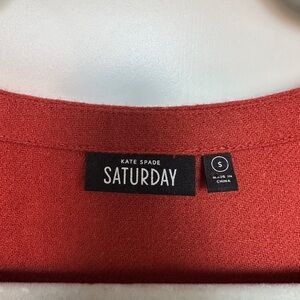 KATE SPADE
SATURDAY
S
MADE IN
CHINA